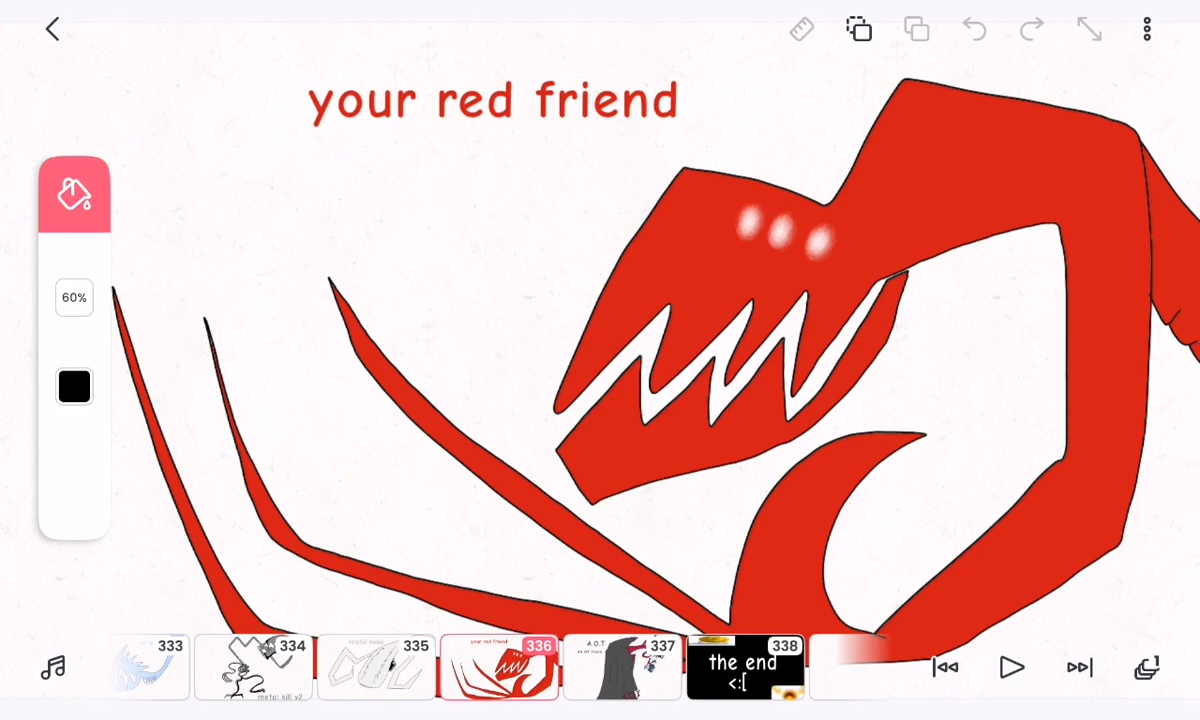 your red friend
60%
333
334
metal kill v2
helpful noise
335
your red friend
336
A.O.T
337
338
the end
<:[